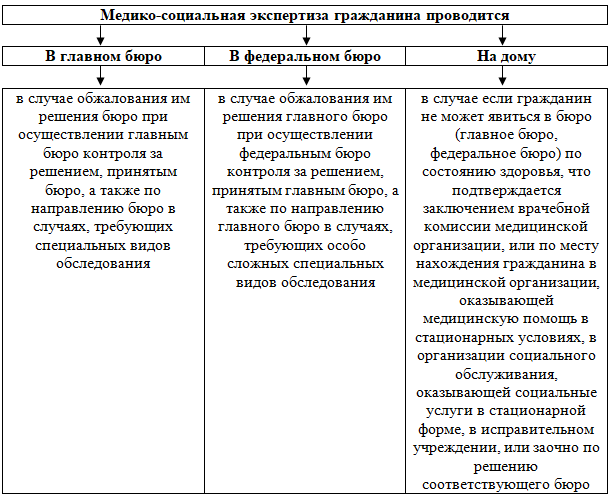 Медико-социальная экспертиза гражданина проводится
В главном бюро
В федеральном бюро
На дому
в случае обжалования им
решения бюро при
осуществлении главным
бюро контроля за
решением, принятым
бюро, а также по
направлению бюро в
случаях, требующих
специальных видов
обследования
в случае обжалования им
решения главного бюро
при осуществлении
федеральным бюро
контроля за решением,
принятым главным бюро, а
также по направлению
главного бюро в случаях,
требующих особо
сложных специальных
видов обследования
в случае если гражданин
не может явиться в бюро
(главное бюро,
федеральное бюро) по
состоянию здоровья, что
подтверждается
заключением врачебной
комиссии медицинской
организации, или по месту
нахождения гражданина в
медицинской организации,
оказывающей
медицинскую помощь в
стационарных условиях, в
организации социального
обслуживания,
оказывающей социальные
услуги в стационарной
форме, в исправительном
учреждении, или заочно по
решению
соответствующего бюро